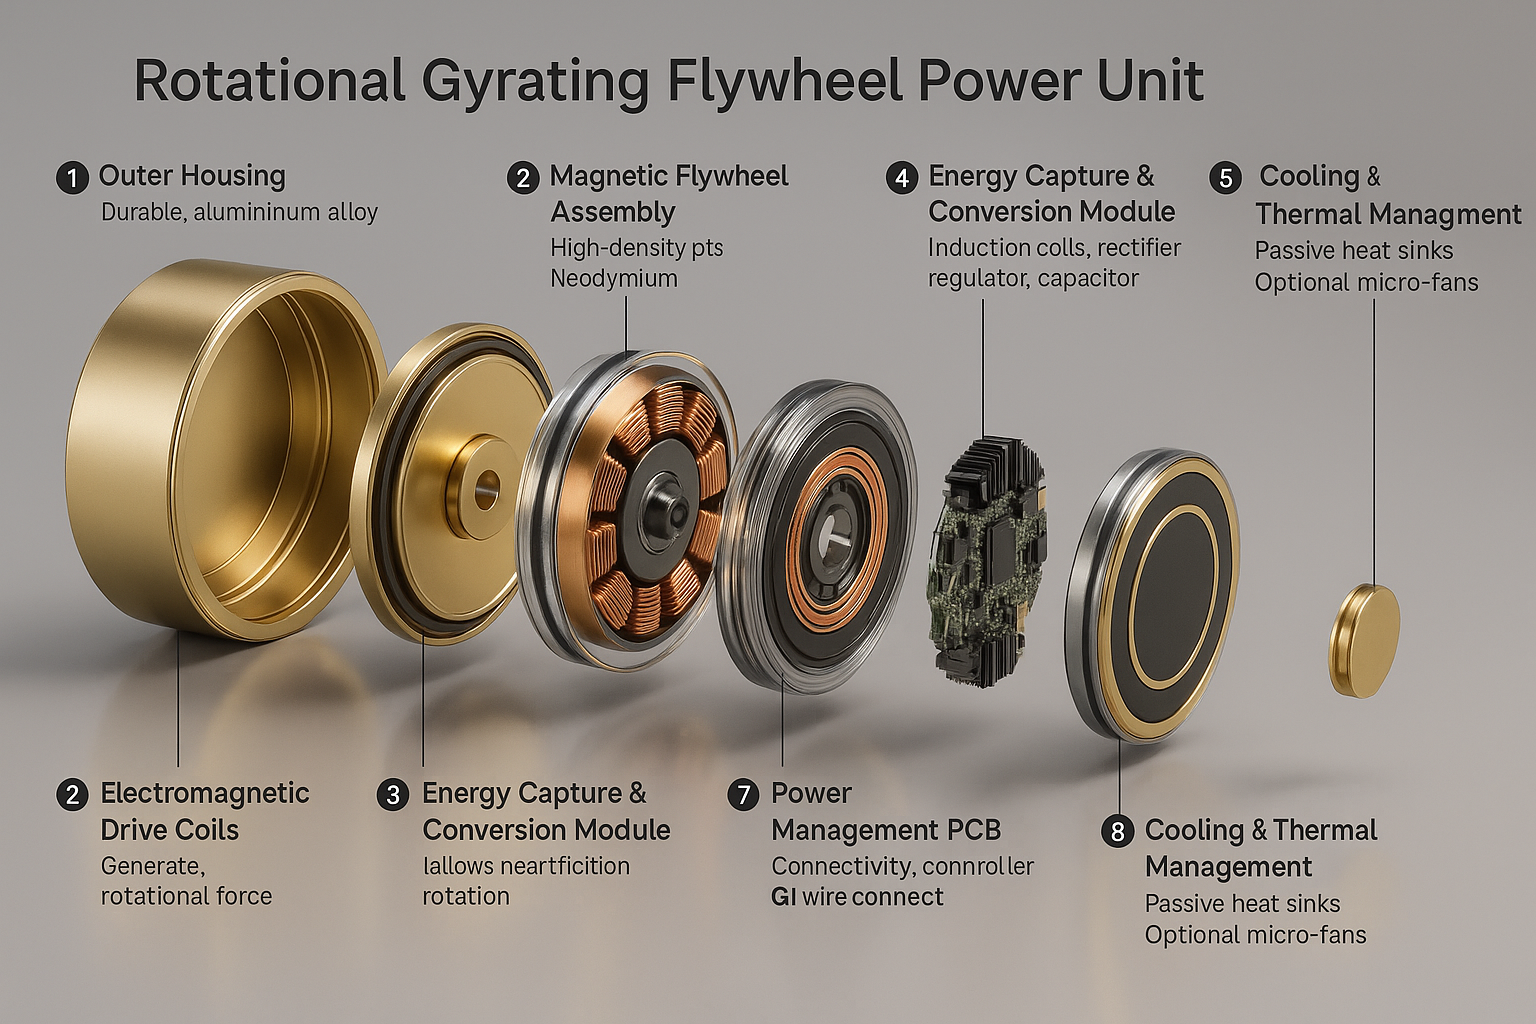 Rotational Gyrating Flywheel Power Unit
1 Outer Housing
Durable, alumininum alloy
2 Magnetic Flywheel
Assembly
High-density pts
Neodymium
4 Energy Capture &
Conversion Module
Induction colls, rectifier
regulator, capacitor
5 Cooling &
Thermal Managment
Passive heat sinks
Optional micro-fans
2 Electromagnetic
Drive Coils
Generate,
rotational force
3 Energy Capture &
Conversion Module
Iallows neartficition
rotation
7 Power
Management PCB
Connectivity, connroller
GI wire connect
8 Cooling & Thermal
Management
Passive heat sinks
Optional micro-fans